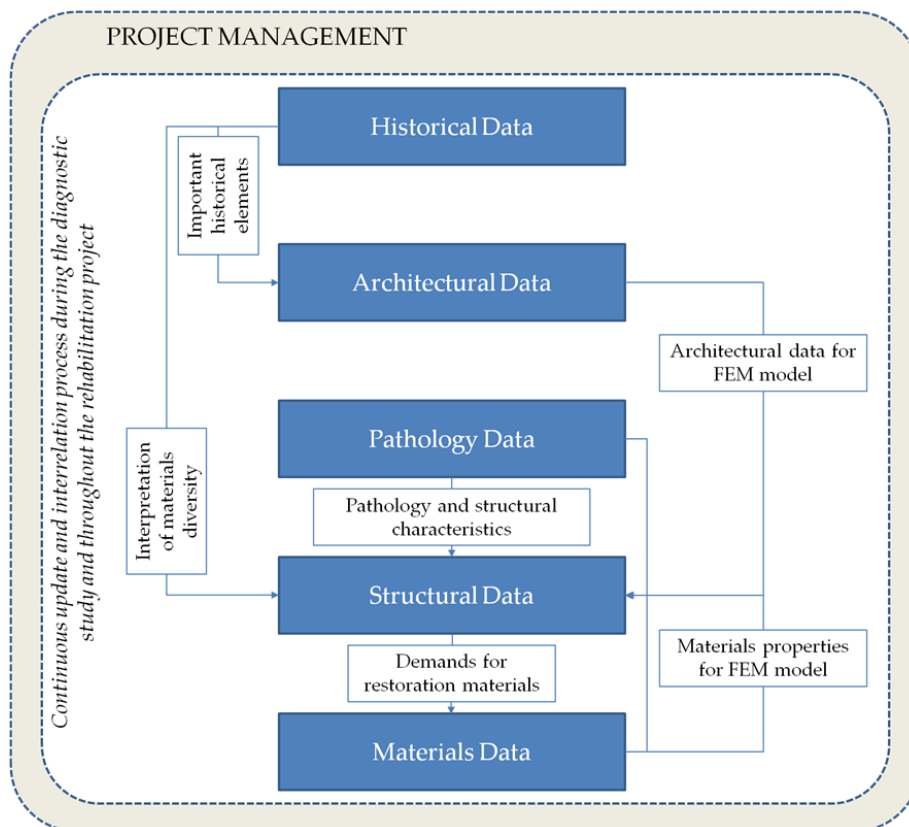 PROJECT MANAGEMENT
Continuous update and interrelation process during the diagnostic
study and throughout the rehabilitation project
Historical Data
Important
historical
elements
Architectural Data
Architectural data for
FEM model
Pathology Data
Interpretation
of materials
diversity
Pathology and structural
characteristics
Structural Data
Demands for
restoration materials
Materials properties
for FEM model
Materials Data